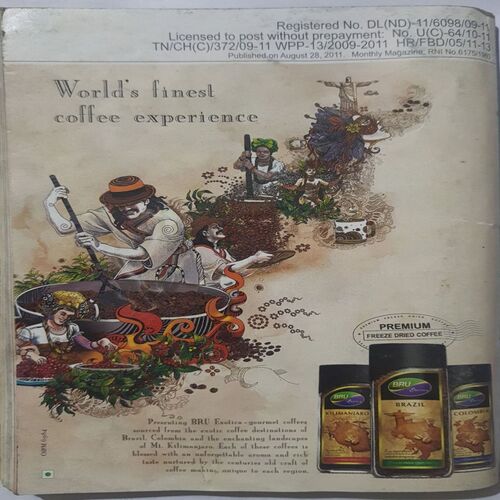 Registered No. DL(ND)-11/6098/09-11
Licensed to post without prepayment: No. U(C)-64/10-11
TN/CH(C)/372/09-11 WPP-13/2009-2011 HR/FBD/05/11-13
Published on August 28, 2011. Monthly Magazine, RNI No.6175/1961
World's finest
coffee experience
PREMIUM FREEZE DRIED
PREMIUM
FREEZE DRIED COFFEE
BRU
KILIMANJARO
BRU
BRAZIL
BRU
COLOMBIA
Presenting BRU Exotica - gourmet coffees
sourced from the exotic coffee destinations of
Brazil, Colombia and the enchanting landscapes
of Mt. Kilimanjaro. Each of these coffees is
blessed with an unforgettable aroma and rich
taste nurtured by the centuries old craft of
coffee making, unique to each region.